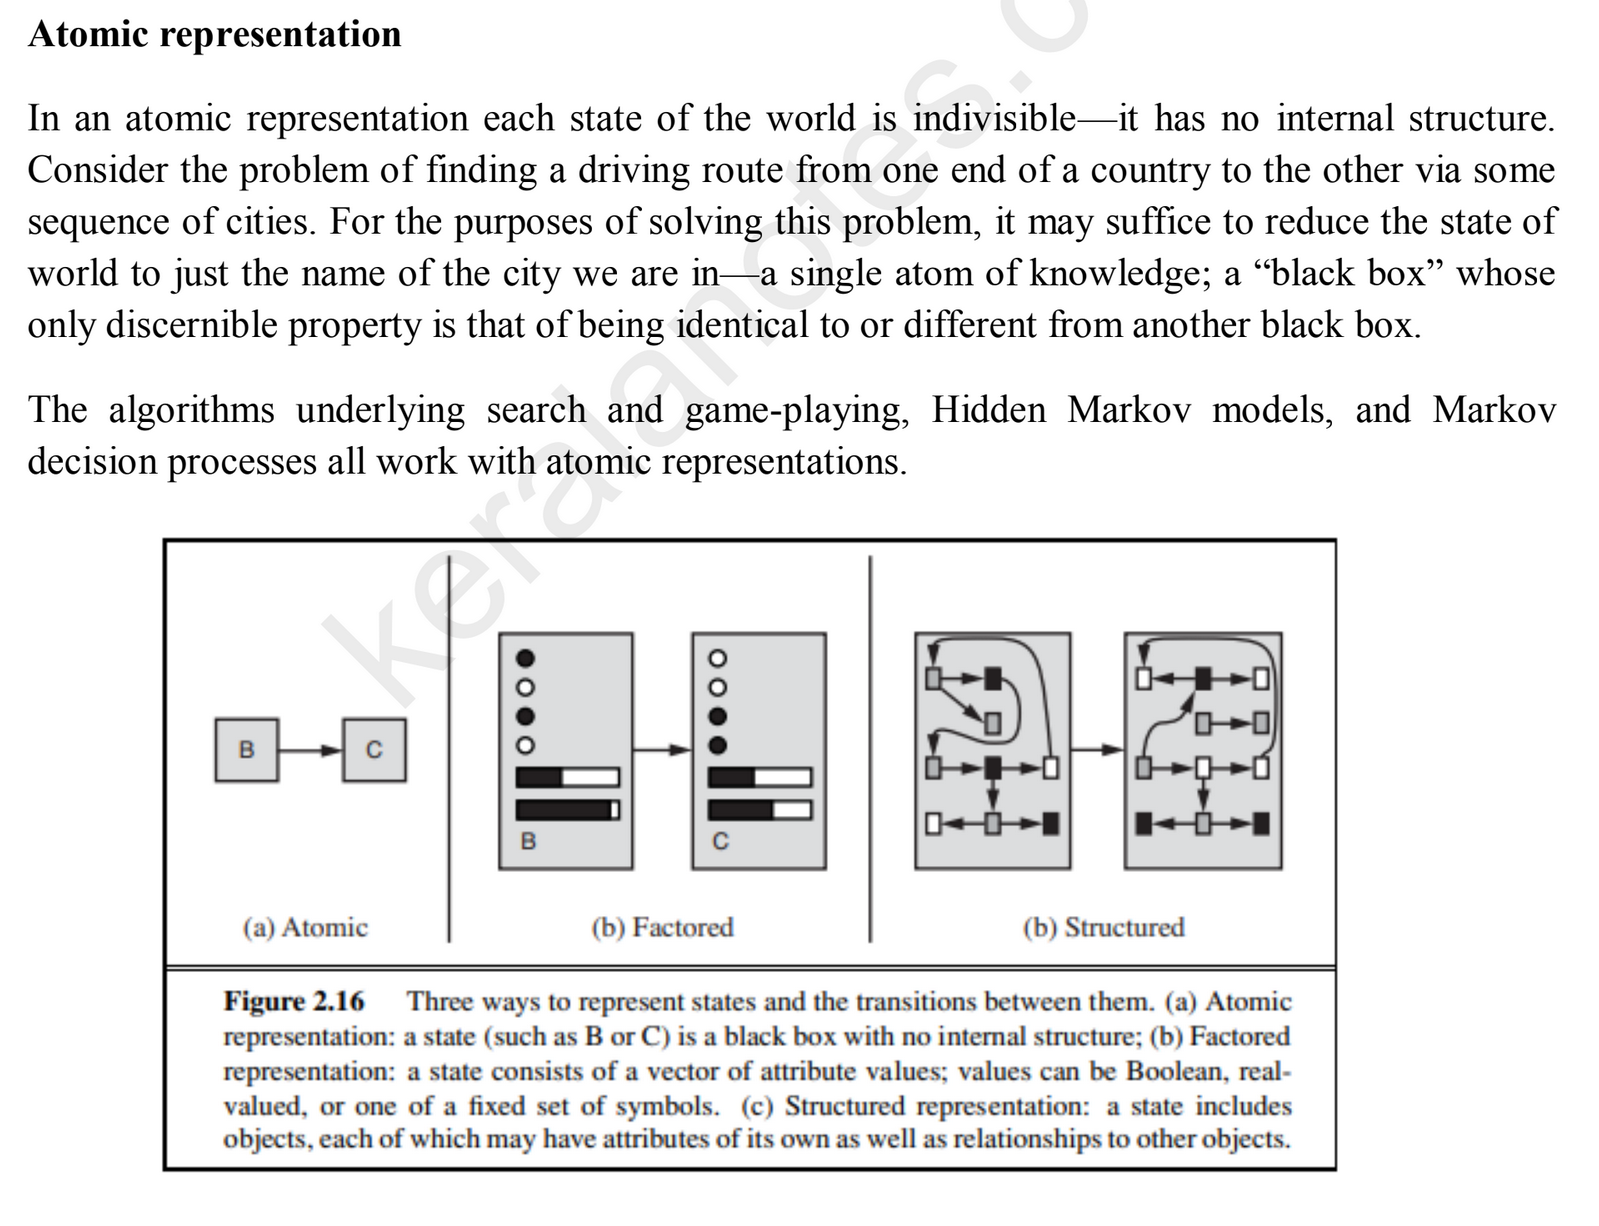 Atomic representation
In an atomic representation each state of the world is indivisible—it has no internal structure.
Consider the problem of finding a driving route from one end of a country to the other via some
sequence of cities. For the purposes of solving this problem, it may suffice to reduce the state of
world to just the name of the city we are in—a single atom of knowledge; a “black box” whose
only discernible property is that of being identical to or different from another black box.
The algorithms underlying search and game-playing, Hidden Markov models, and Markov
decision processes all work with atomic representations.
B C
B C
(a) Atomic (b) Factored (b) Structured
Figure 2.16 Three ways to represent states and the transitions between them. (a) Atomic
representation: a state (such as B or C) is a black box with no internal structure; (b) Factored
representation: a state consists of a vector of attribute values; values can be Boolean, real-
valued, or one of a fixed set of symbols. (c) Structured representation: a state includes
objects, each of which may have attributes of its own as well as relationships to other objects.
keralanotes.